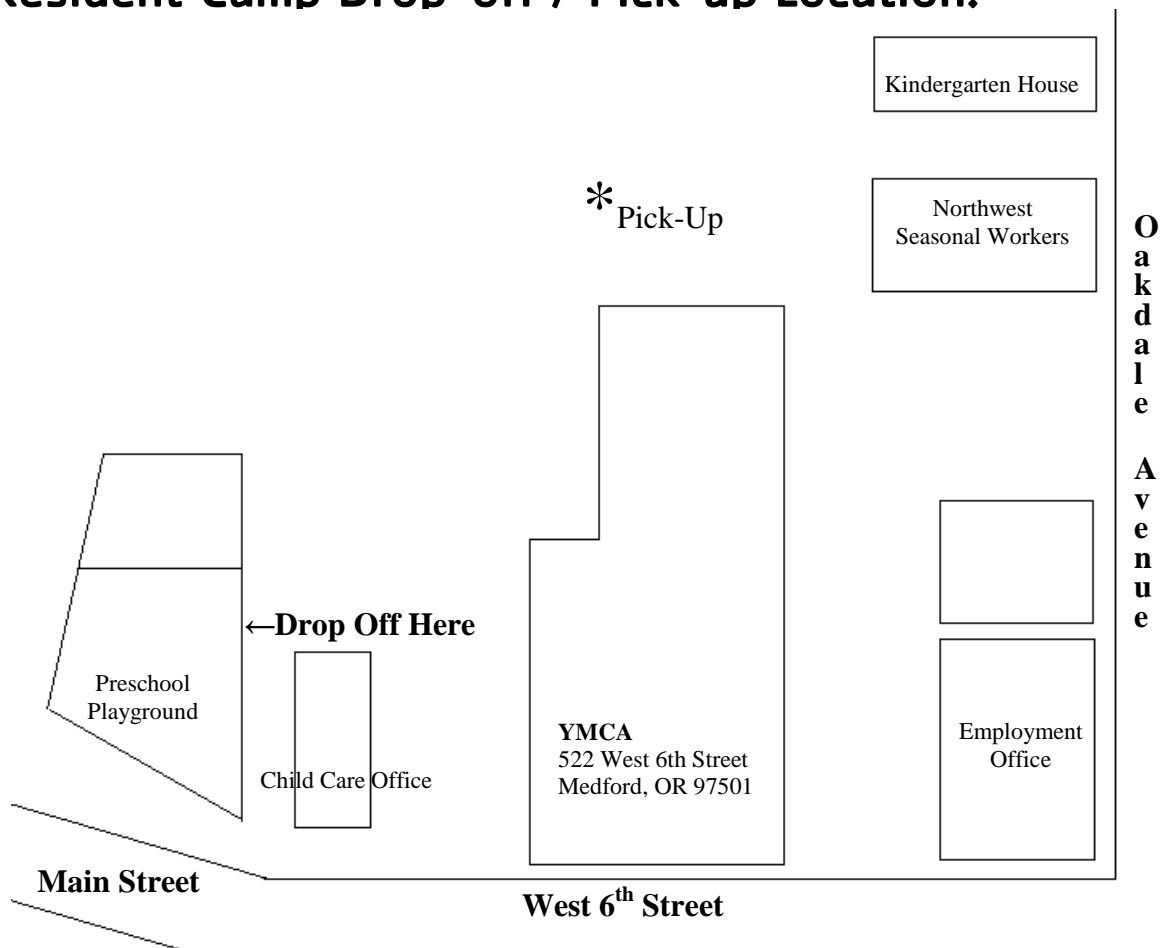 Resident Camp Drop-off / Pick-up Location:
Kindergarten House
Northwest
Seasonal Workers
*Pick-Up
Oakdale Avenue
←Drop Off Here
Preschool
Playground
Child Care Office
YMCA
522 West 6th Street
Medford, OR 97501
Employment
Office
Main Street
West 6th Street